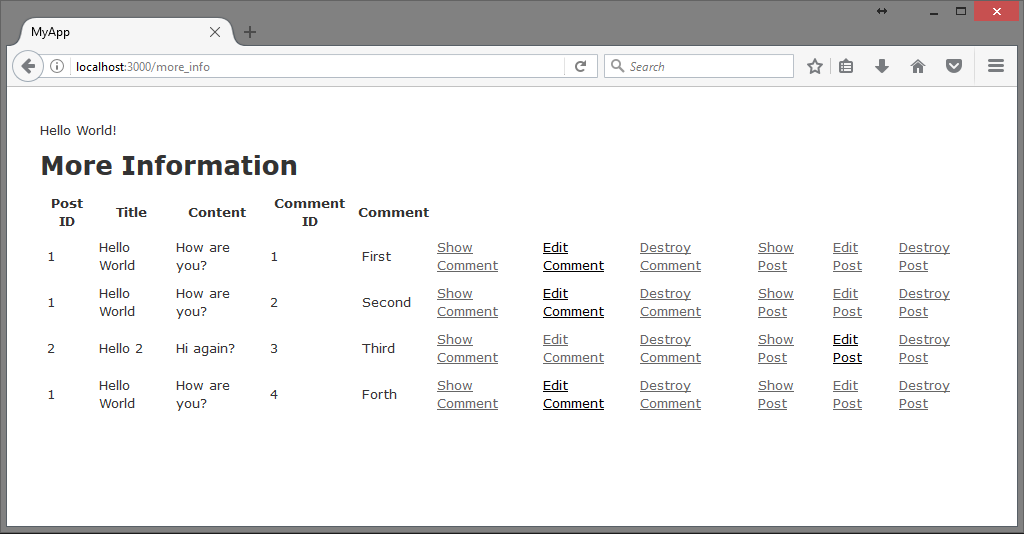 MyApp
localhost:3000/more_info
Search
Hello World!
More Information
Post ID Title Content Comment ID Comment
1 Hello World How are you? 1 First Show Comment Edit Comment Destroy Comment Show Post Edit Post Destroy Post
1 Hello World How are you? 2 Second Show Comment Edit Comment Destroy Comment Show Post Edit Post Destroy Post
2 Hello 2 Hi again? 3 Third Show Comment Edit Comment Destroy Comment Show Post Edit Post Destroy Post
1 Hello World How are you? 4 Forth Show Comment Edit Comment Destroy Comment Show Post Edit Post Destroy Post